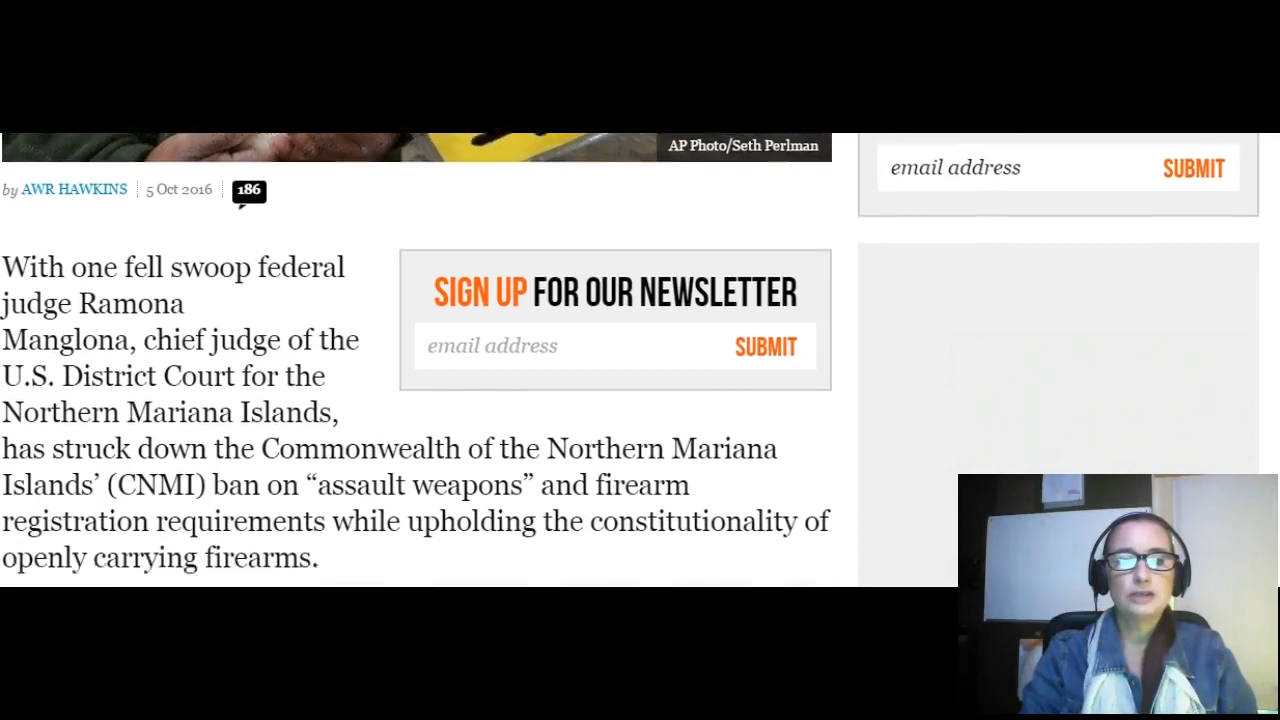 AP Photo/Seth Perlman
email address SUBMIT
by AWR HAWKINS 5 Oct 2016 186
With one fell swoop federal
judge Ramona
Manglona, chief judge of the
U.S. District Court for the
Northern Mariana Islands,
has struck down the Commonwealth of the Northern Mariana
Islands’ (CNMI) ban on “assault weapons” and firearm
registration requirements while upholding the constitutionality of
openly carrying firearms.
SIGN UP FOR OUR NEWSLETTER
email address SUBMIT